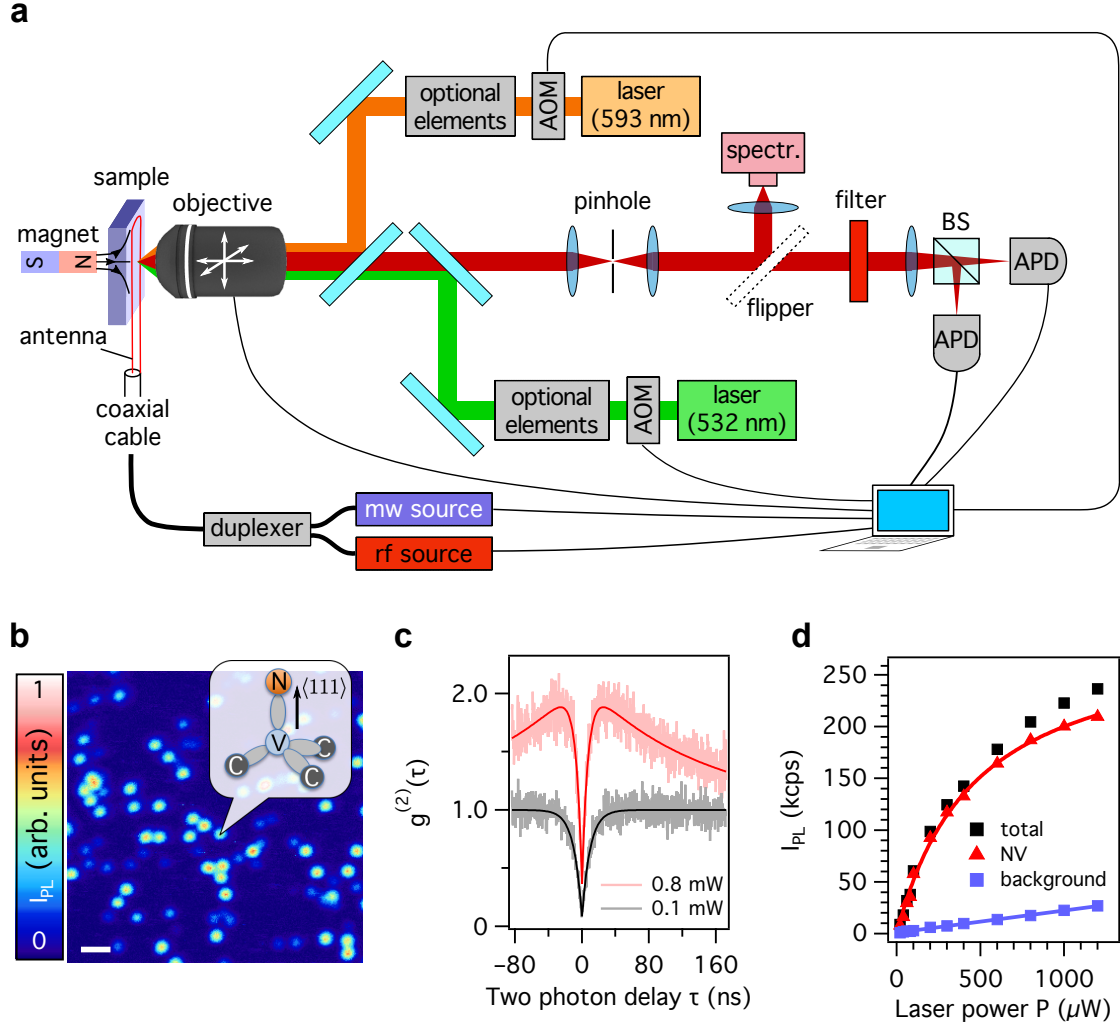 a
optional
elements
AOM
laser
(593 nm)
spectr.
sample
objective
pinhole
filter
BS
magnet
S
N
APD
flipper
APD
antenna
optional
elements
AOM
laser
(532 nm)
coaxial
cable
duplexer
mw source
rf source
b
I_PL (arb. units)
1
0
N
⟨111⟩
V
C
C
C
c
g⁽²⁾(τ)
2.0
1.0
0
0.8 mW
0.1 mW
−80
0
80
160
Two photon delay τ (ns)
d
I_PL (kcps)
250
200
150
100
50
0
total
NV
background
0
500
1000
Laser power P (μW)